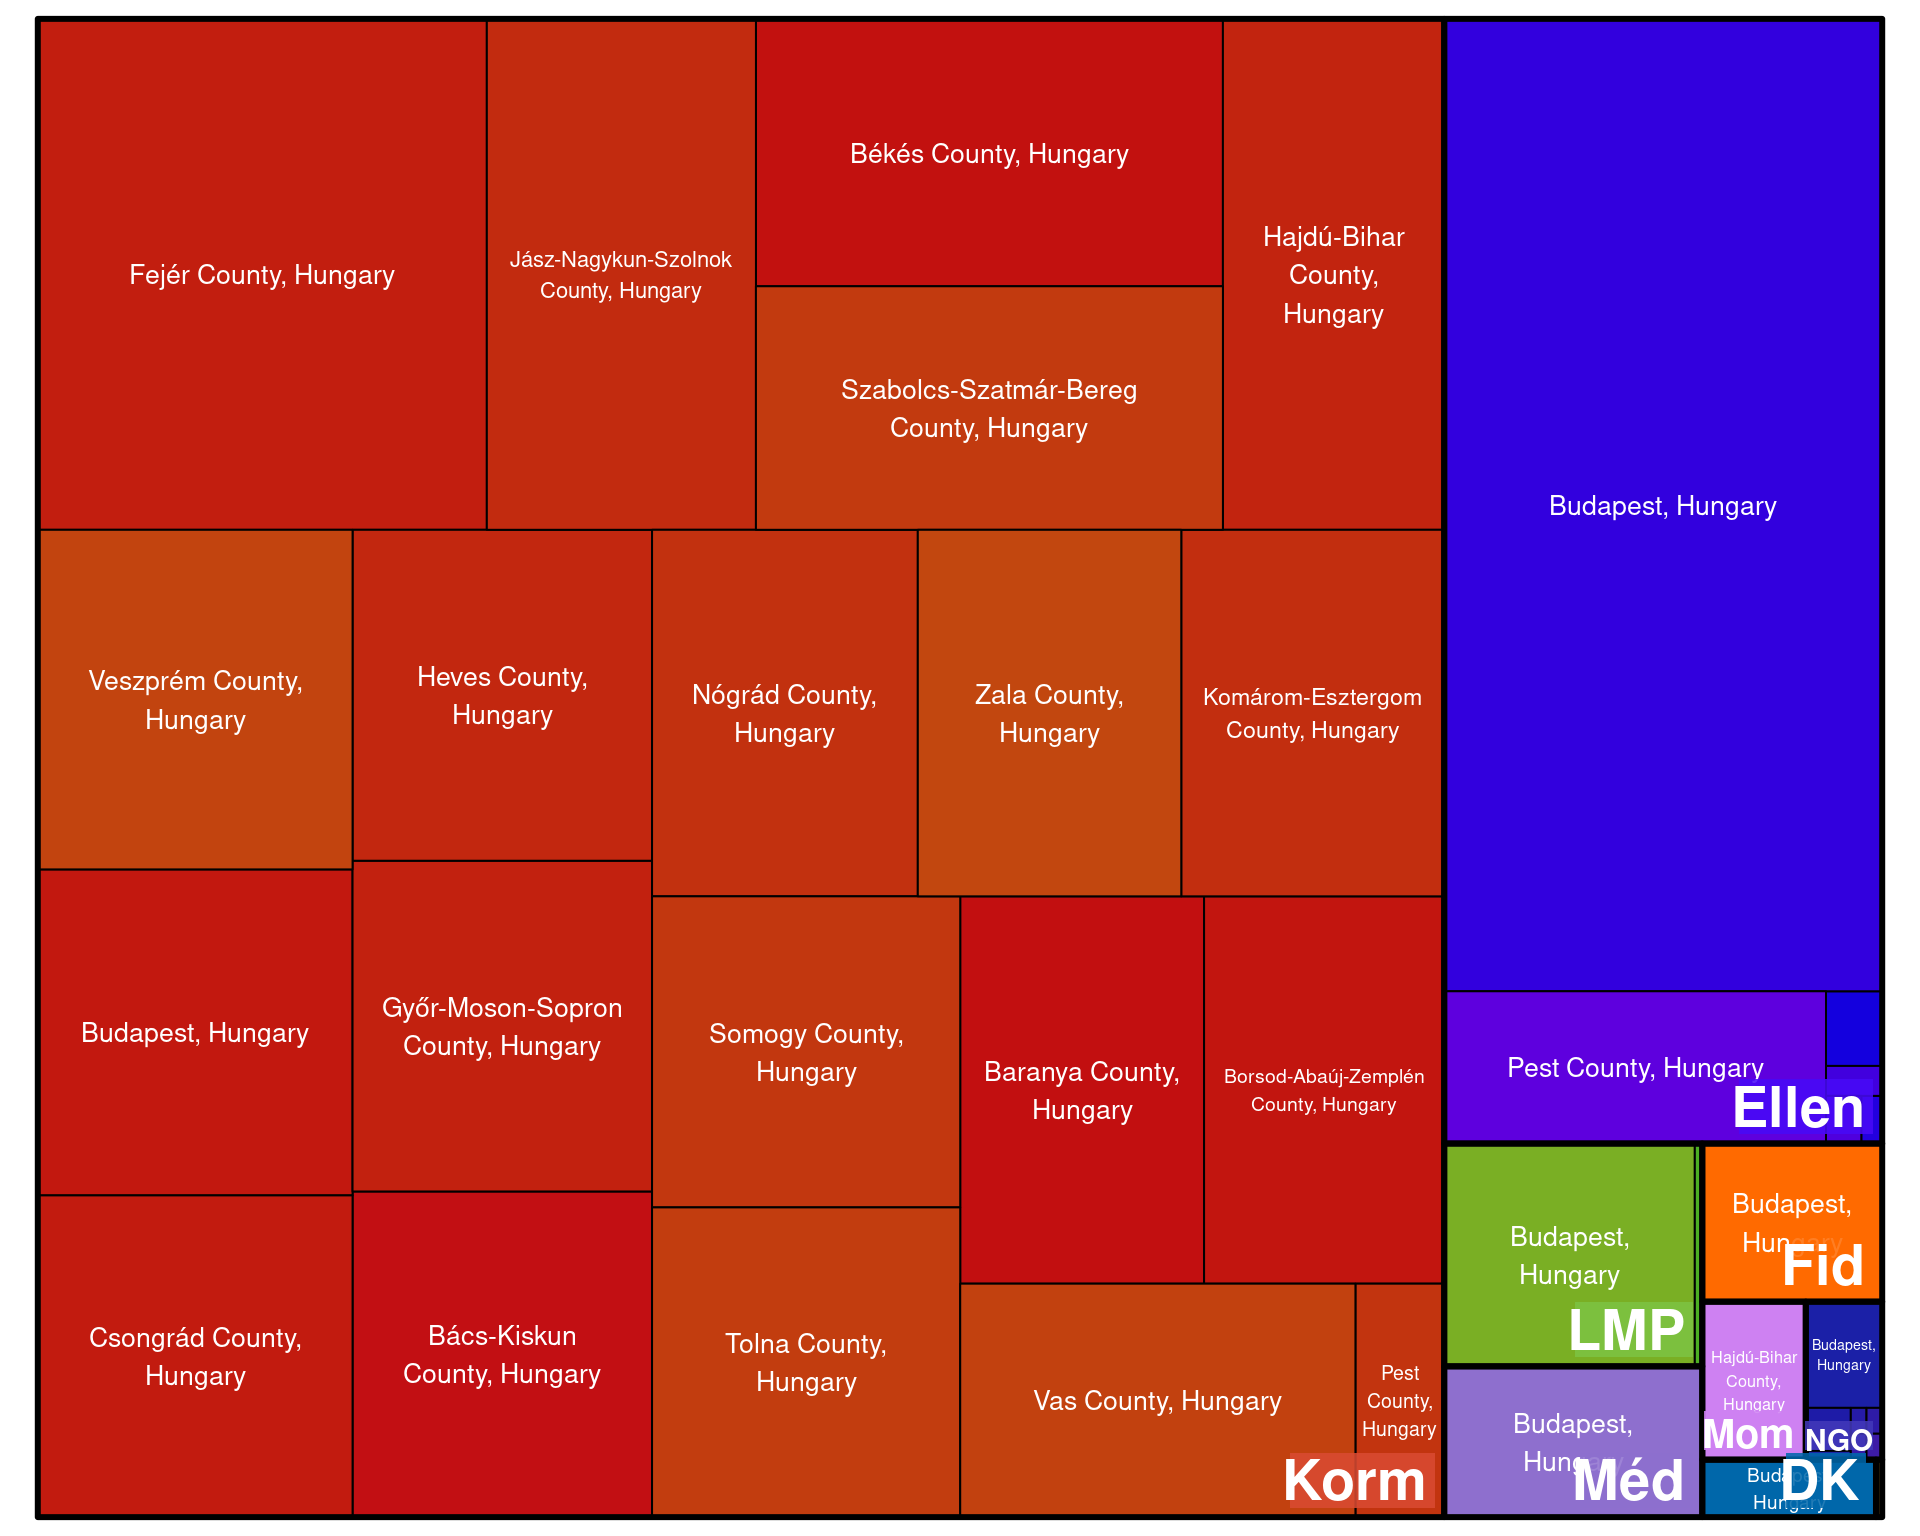 Fejér County, Hungary
Jász-Nagykun-Szolnok
County, Hungary
Békés County, Hungary
Szabolcs-Szatmár-Bereg
County, Hungary
Hajdú-Bihar
County,
Hungary
Veszprém County,
Hungary
Heves County,
Hungary
Nógrád County,
Hungary
Zala County,
Hungary
Komárom-Esztergom
County, Hungary
Budapest, Hungary
Győr-Moson-Sopron
County, Hungary
Somogy County,
Hungary
Baranya County,
Hungary
Borsod-Abaúj-Zemplén
County, Hungary
Csongrád County,
Hungary
Bács-Kiskun
County, Hungary
Tolna County,
Hungary
Vas County, Hungary
Pest
County,
Hungary
Korm
Budapest, Hungary
Pest County, Hungary
Ellen
Budapest,
Hungary
LMP
Budapest,
Hungary
Fid
Budapest,
Hungary
Méd
Hajdú-Bihar
County,
Hungary
Mom
Budapest,
Hungary
NGO
Budapest,
Hungary
DK